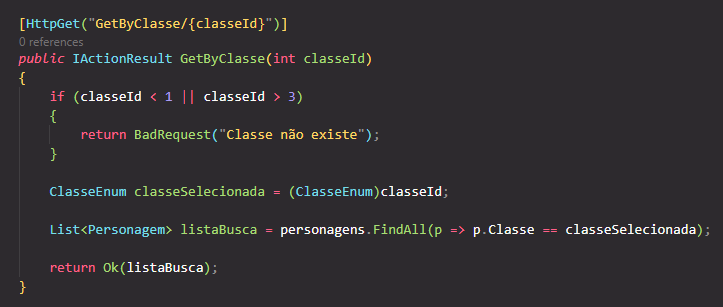 [HttpGet("GetByClasse/{classeId}")]
0 references
public IActionResult GetByClasse(int classeId)
{
if (classeId < 1 || classeId > 3)
{
return BadRequest("Classe não existe");
}
ClasseEnum classeSelecionada = (ClasseEnum)classeId;
List<Personagem> listaBusca = personagens.FindAll(p => p.Classe == classeSelecionada);
return Ok(listaBusca);
}